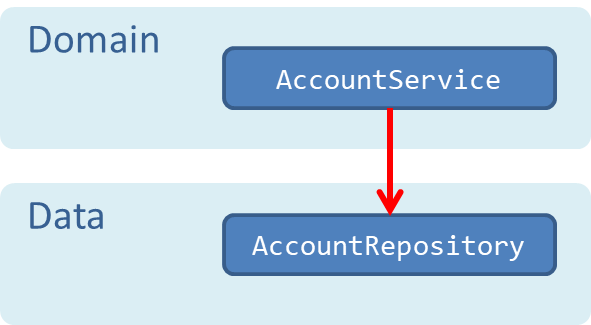 Domain
AccountService
Data
AccountRepository